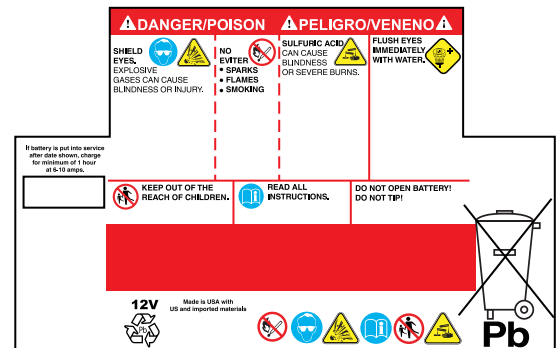 DANGER/POISON
PELIGRO/VENENO
SHIELD
EYES.
EXPLOSIVE
GASES CAN CAUSE
BLINDNESS OR INJURY.
NO
EVITER
• SPARKS
• FLAMES
• SMOKING
SULFURIC ACID
CAN CAUSE
BLINDNESS
OR SEVERE BURNS.
FLUSH EYES
IMMEDIATELY
WITH WATER.
If battery is put into service
after date shown, charge
for minimum of 1 hour
at 6-10 amps.
KEEP OUT OF THE
REACH OF CHILDREN.
READ ALL
INSTRUCTIONS.
DO NOT OPEN BATTERY!
DO NOT TIP!
12V
Pb
Made is USA with
US and imported materials
Pb